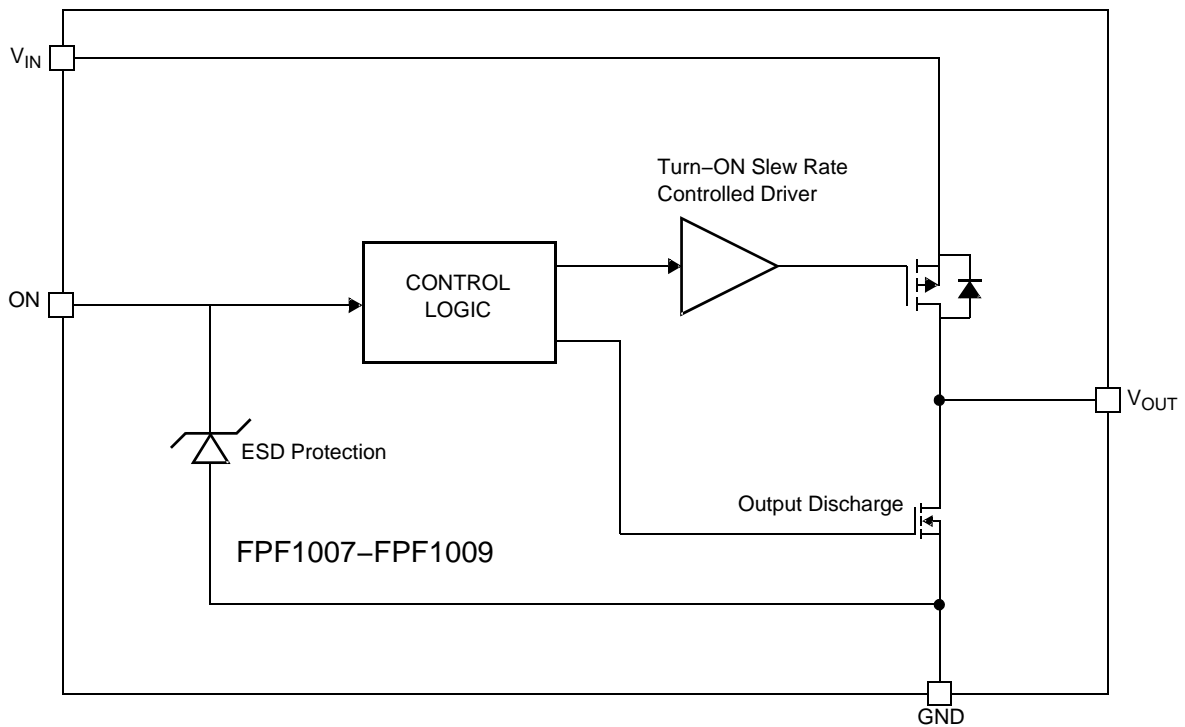 VIN
Turn−ON Slew Rate
Controlled Driver
ON
CONTROL
LOGIC
VOUT
ESD Protection
Output Discharge
FPF1007−FPF1009
GND